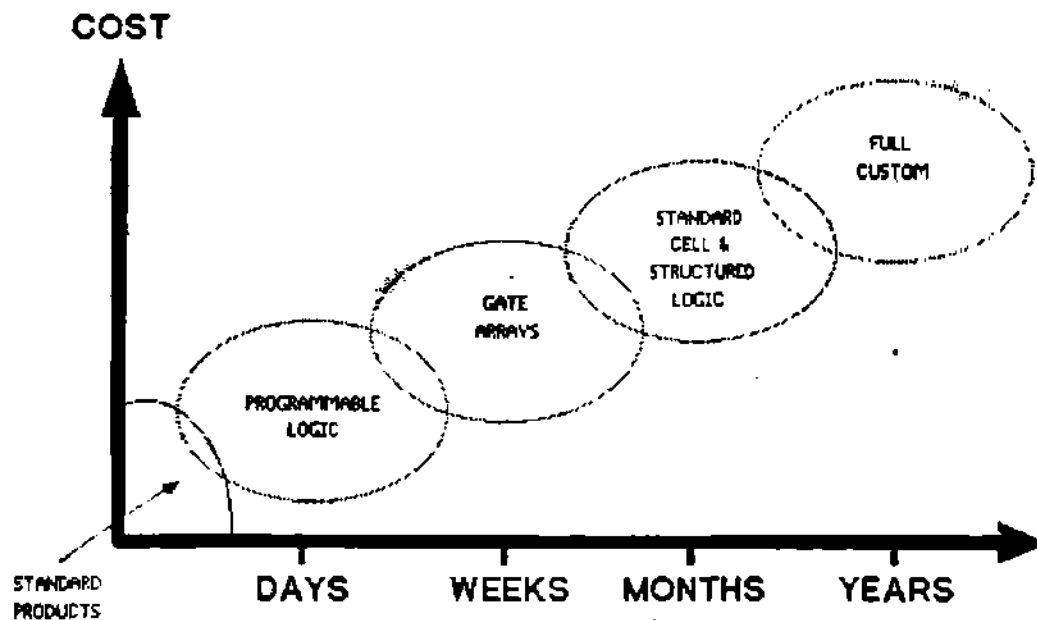 COST
FULL
CUSTOM
STANDARD
CELL &
STRUCTURED
LOGIC
GATE
ARRAYS
PROGRAMMABLE
LOGIC
STANDARD
PRODUCTS
DAYS
WEEKS
MONTHS
YEARS